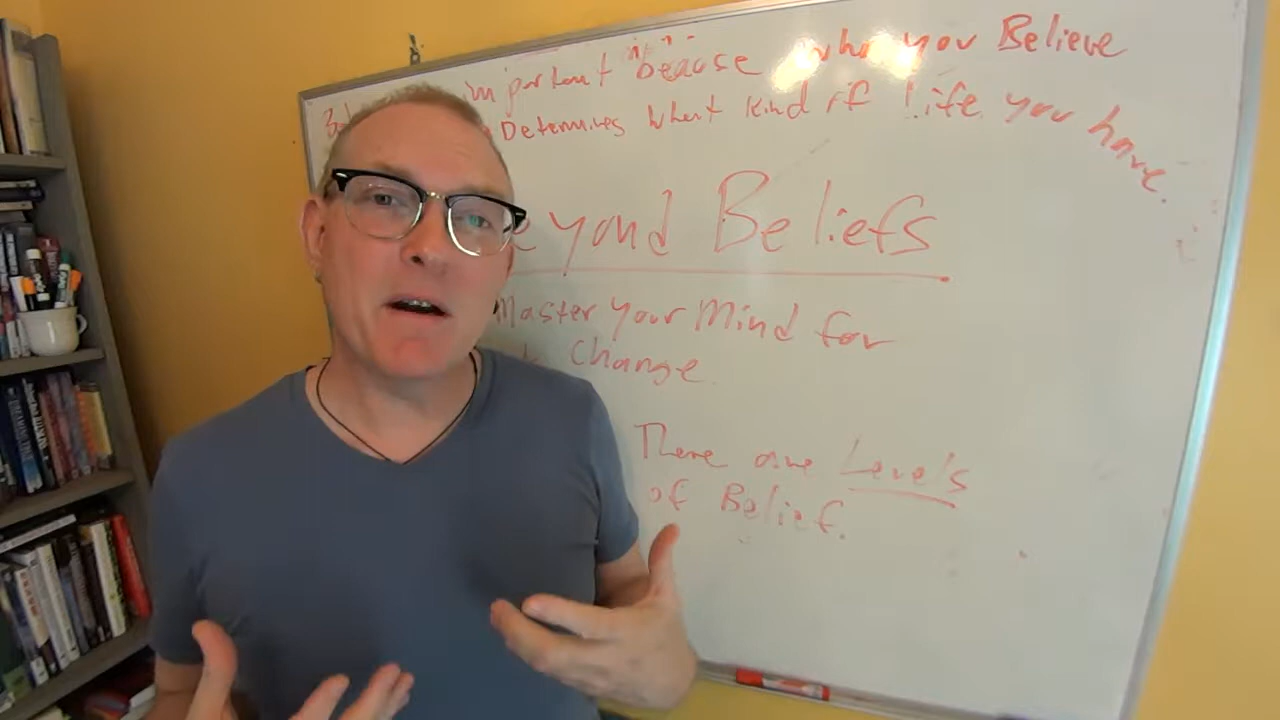 important because what you Believe
Determines what kind of life you have.
eyond Beliefs
Master your Mind for
Change.
There are Levels
of Belief.